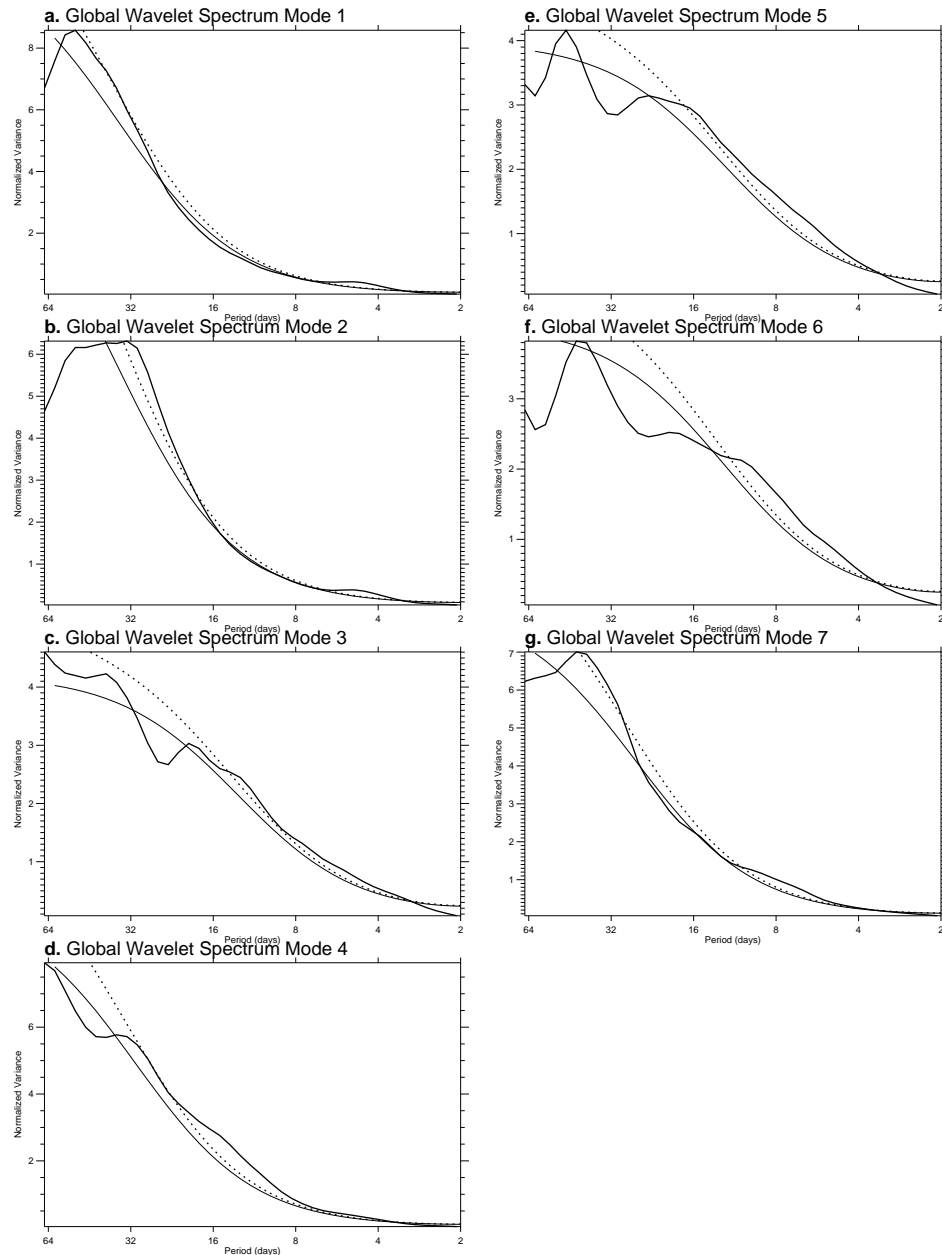 a. Global Wavelet Spectrum Mode 1
Normalized Variance
8
6
4
2
64 32 16 8 4 2
Period (days)
b. Global Wavelet Spectrum Mode 2
Normalized Variance
6
5
4
3
2
1
64 32 16 8 4 2
Period (days)
c. Global Wavelet Spectrum Mode 3
Normalized Variance
4
3
2
1
64 32 16 8 4 2
Period (days)
d. Global Wavelet Spectrum Mode 4
Normalized Variance
6
4
2
64 32 16 8 4 2
Period (days)
e. Global Wavelet Spectrum Mode 5
Normalized Variance
4
3
2
1
64 32 16 8 4 2
Period (days)
f. Global Wavelet Spectrum Mode 6
Normalized Variance
3
2
1
64 32 16 8 4 2
Period (days)
g. Global Wavelet Spectrum Mode 7
Normalized Variance
7
6
5
4
3
2
1
64 32 16 8 4 2
Period (days)